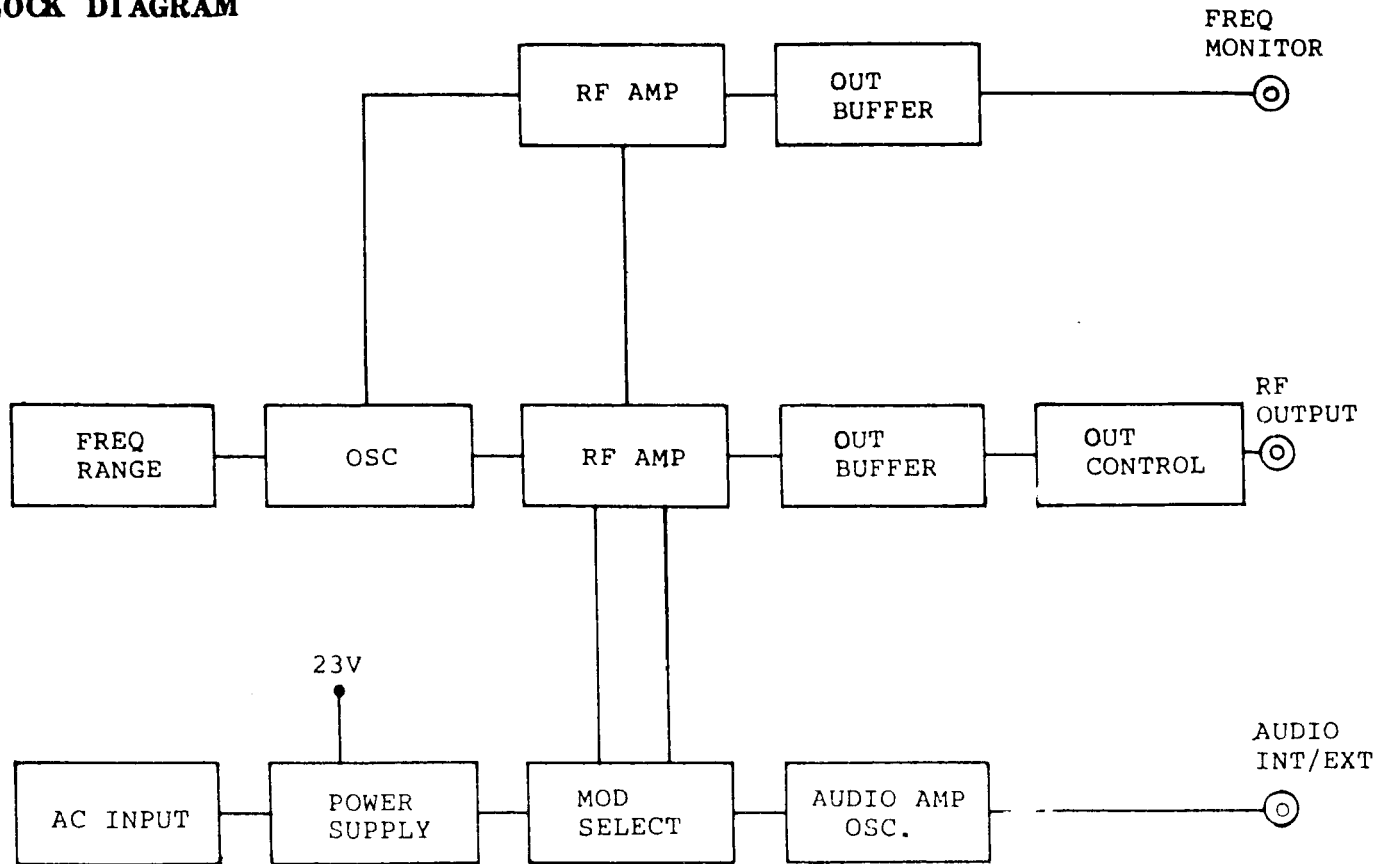 DIAGRAM
FREQ
MONITOR
RF AMP
OUT
BUFFER
RF
OUTPUT
FREQ
RANGE
OSC
RF AMP
OUT
BUFFER
OUT
CONTROL
23V
AUDIO
INT/EXT
AC INPUT
POWER
SUPPLY
MOD
SELECT
AUDIO AMP
OSC.